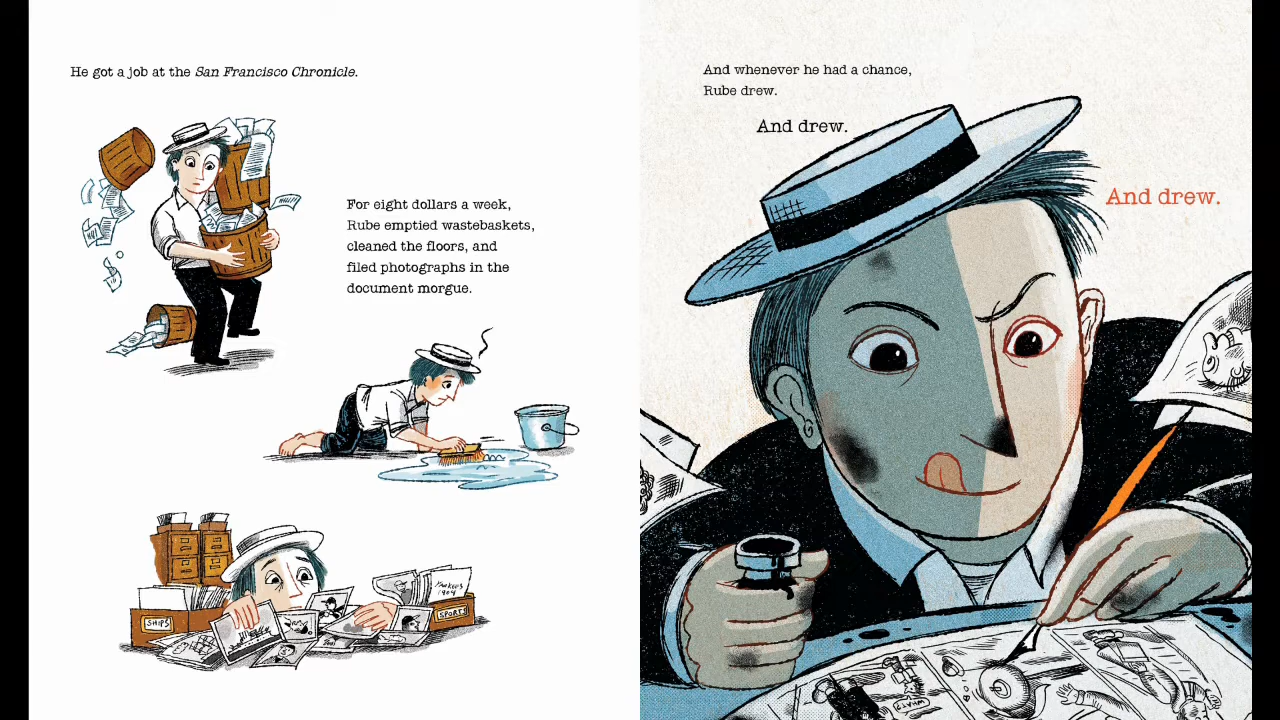 He got a job at the San Francisco Chronicle.
For eight dollars a week,
Rube emptied wastebaskets,
cleaned the floors, and
filed photographs in the
document morgue.
SHIPS
SPORTS
And whenever he had a chance,
Rube drew.
And drew.
And drew.